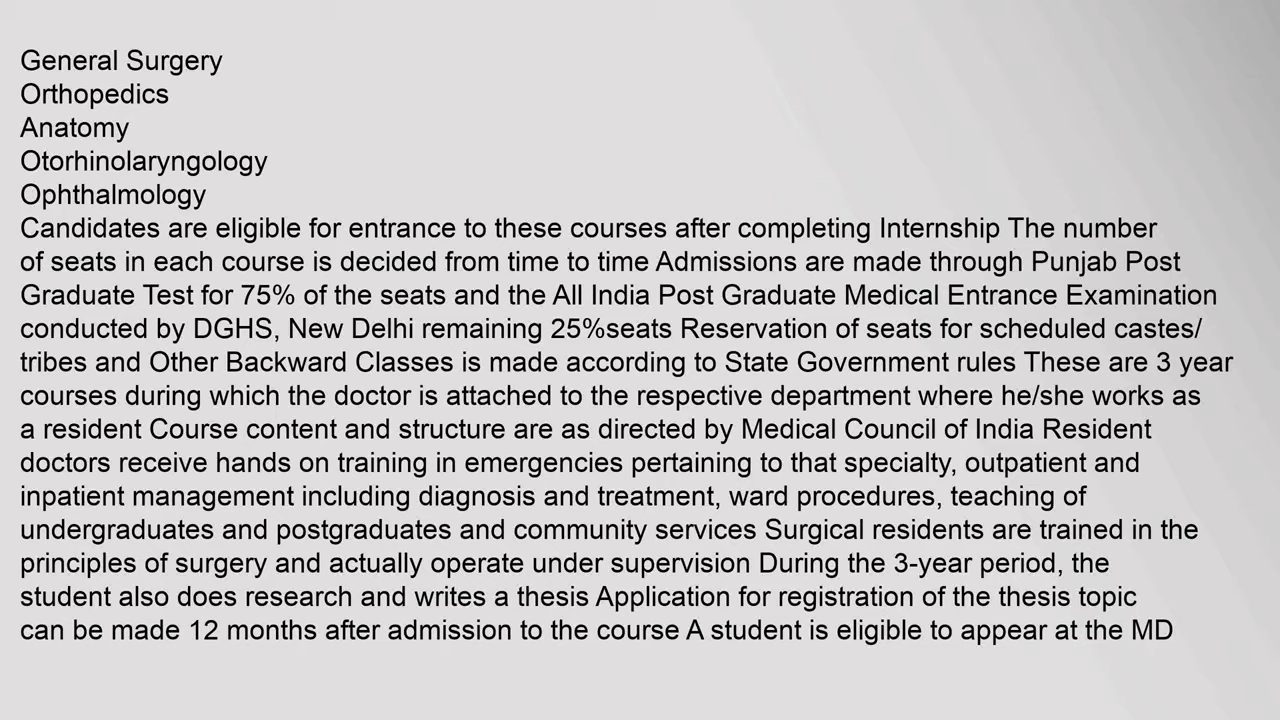 General Surgery
Orthopedics
Anatomy
Otorhinolaryngology
Ophthalmology
Candidates are eligible for entrance to these courses after completing Internship The number
of seats in each course is decided from time to time Admissions are made through Punjab Post
Graduate Test for 75% of the seats and the All India Post Graduate Medical Entrance Examination
conducted by DGHS, New Delhi remaining 25%seats Reservation of seats for scheduled castes/
tribes and Other Backward Classes is made according to State Government rules These are 3 year
courses during which the doctor is attached to the respective department where he/she works as
a resident Course content and structure are as directed by Medical Council of India Resident
doctors receive hands on training in emergencies pertaining to that specialty, outpatient and
inpatient management including diagnosis and treatment, ward procedures, teaching of
undergraduates and postgraduates and community services Surgical residents are trained in the
principles of surgery and actually operate under supervision During the 3-year period, the
student also does research and writes a thesis Application for registration of the thesis topic
can be made 12 months after admission to the course A student is eligible to appear at the MD